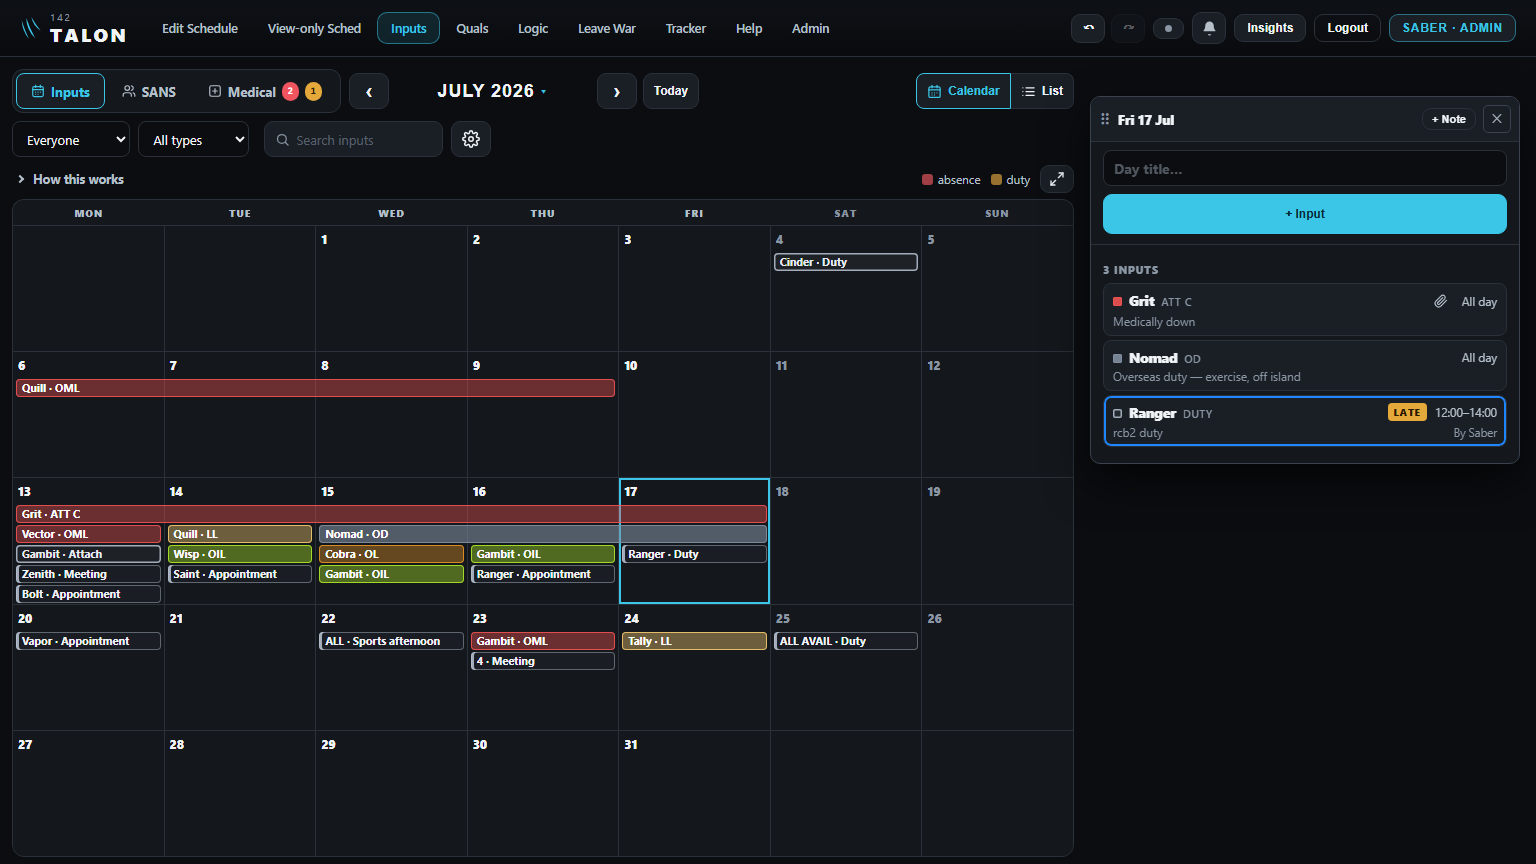 142
TALON
Edit Schedule
View-only Sched
Inputs
Quals
Logic
Leave War
Tracker
Help
Admin
Insights
Logout
SABER · ADMIN
Inputs
SANS
Medical 2 1
JULY 2026
Today
Calendar
List
Everyone
All types
Search inputs
How this works
absence
duty
MON TUE WED THU FRI SAT SUN
1 2 3 4 5
Cinder · Duty
6 7 8 9 10 11 12
Quill · OML
13 14 15 16 17 18 19
Grit · ATT C
Vector · OML
Quill · LL
Nomad · OD
Gambit · Attach
Wisp · OIL
Cobra · OL
Gambit · OIL
Ranger · Duty
Zenith · Meeting
Saint · Appointment
Gambit · OIL
Ranger · Appointment
Bolt · Appointment
20 21 22 23 24 25 26
Vapor · Appointment
ALL · Sports afternoon
Gambit · OML
Tally · LL
ALL AVAIL · Duty
4 · Meeting
27 28 29 30 31
Fri 17 Jul
+ Note
Day title...
+ Input
3 INPUTS
Grit ATT C All day
Medically down
Nomad OD All day
Overseas duty — exercise, off island
Ranger DUTY LATE 12:00–14:00
rcb2 duty By Saber